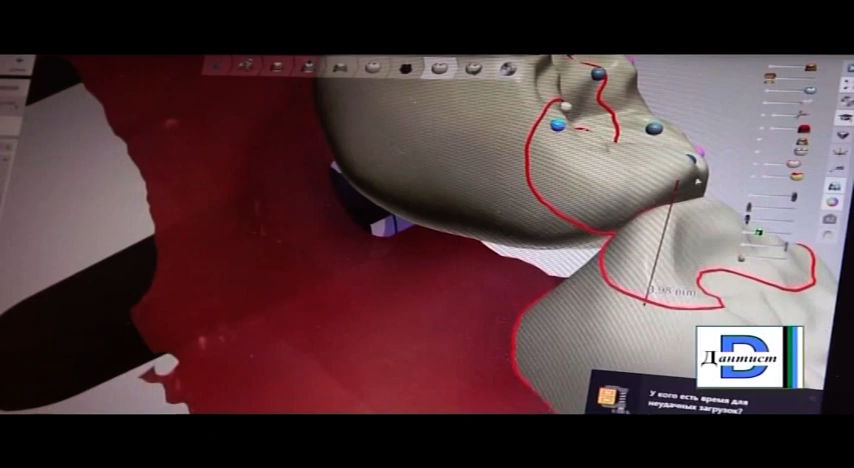 Дантист
У кого есть время для
неудачных загрузок?